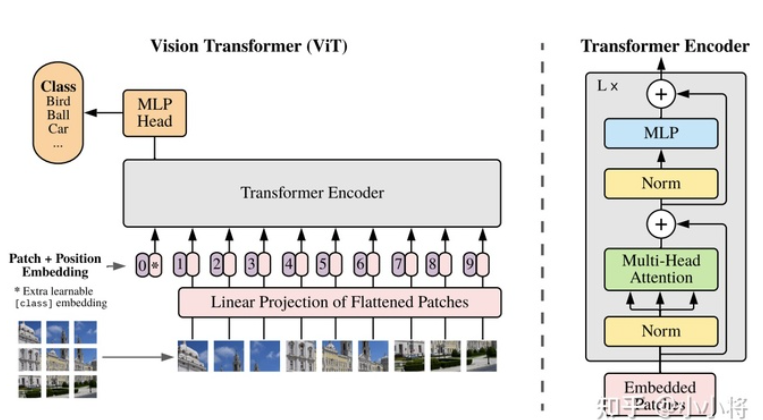 Vision Transformer (ViT)
Class
Bird
Ball
Car
...
MLP
Head
Transformer Encoder
Patch + Position
Embedding
* Extra learnable
[class] embedding
0 *
1
2
3
4
5
6
7
8
9
Linear Projection of Flattened Patches
Transformer Encoder
L ×
+
MLP
Norm
+
Multi-Head
Attention
Norm
Embedded
Patches
知乎 @小小将